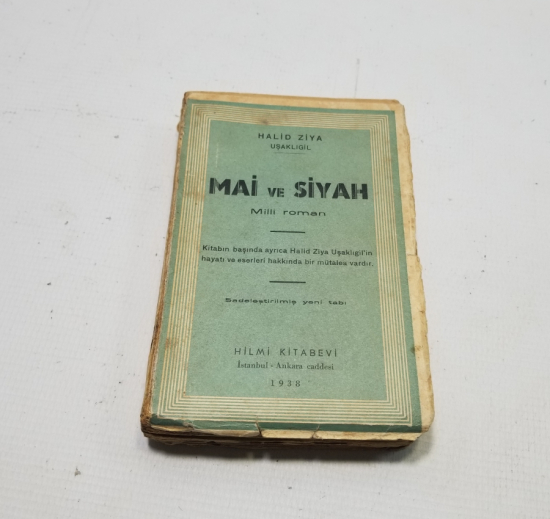 HALİD ZİYA
UŞAKLIGİL
MAİ VE SİYAH
Milli roman
Kitabın başında ayrıca Halid Ziya Uşaklıgil'in
hayatı ve eserleri hakkında bir mütalea vardır.
Sadeleştirilmiş yeni tabı
HİLMİ KİTABEVİ
İstanbul - Ankara caddesi
1938